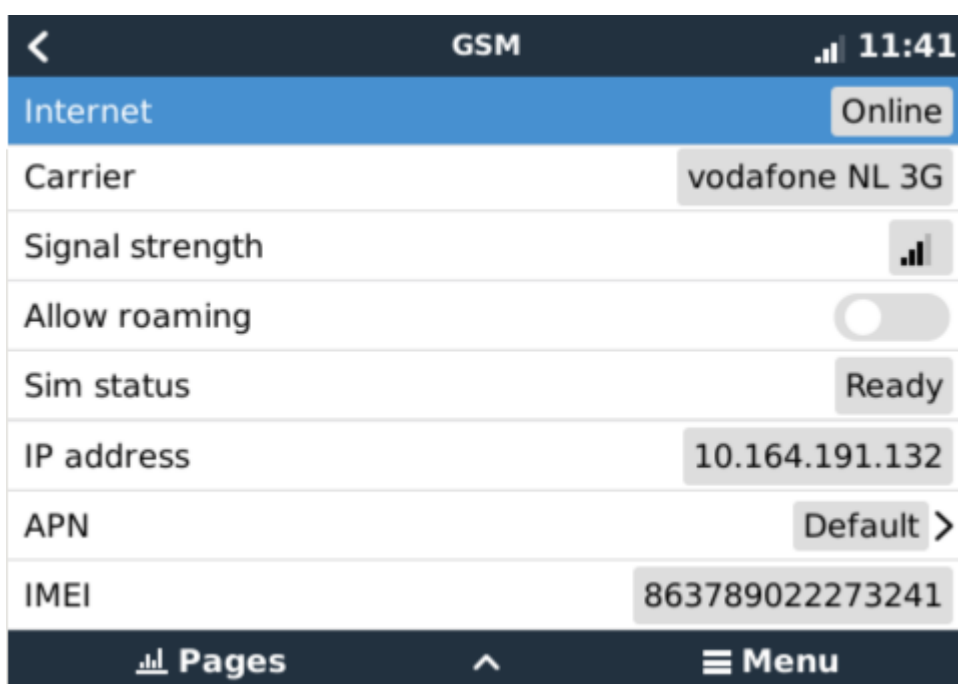 GSM 11:41
Internet Online
Carrier vodafone NL 3G
Signal strength
Allow roaming
Sim status Ready
IP address 10.164.191.132
APN Default
IMEI 863789022273241
Pages Menu